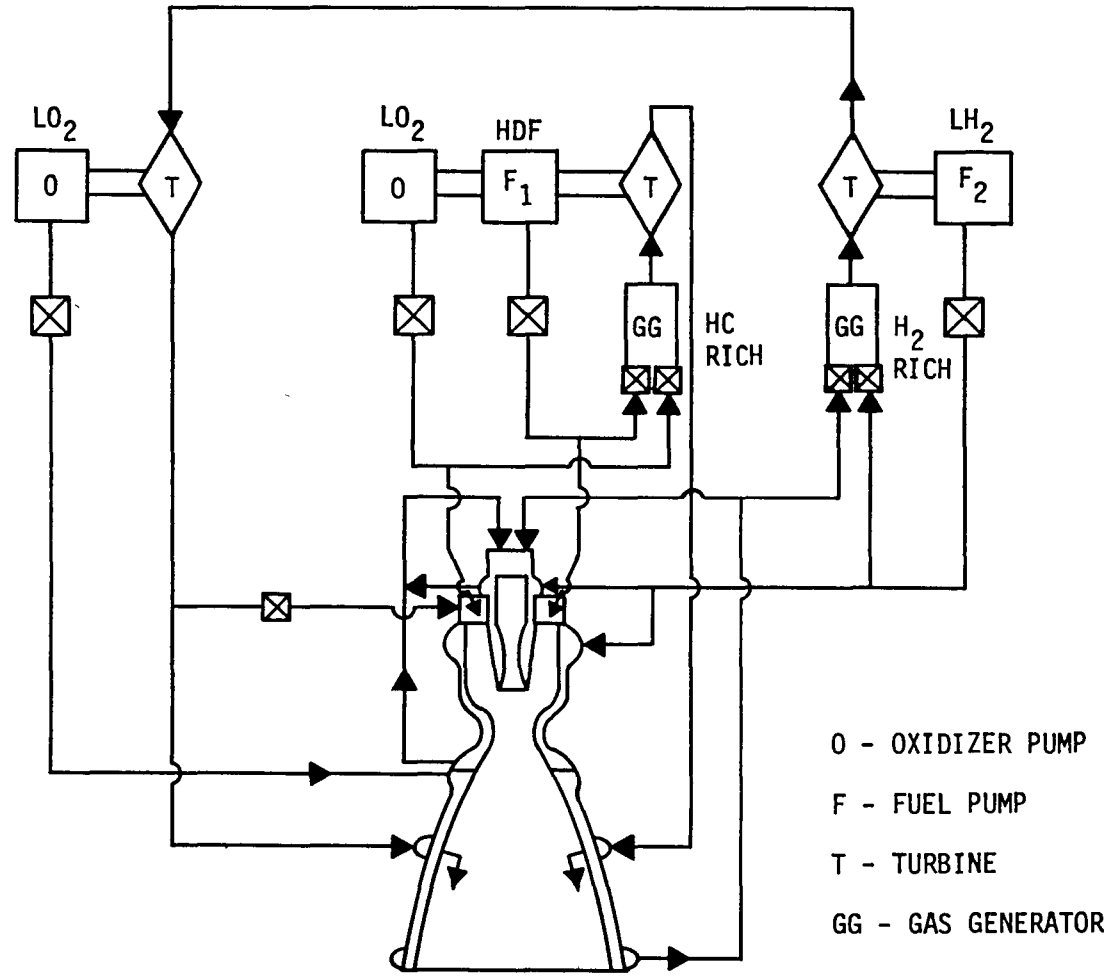 LO2
LO2
HDF
LH2
O
T
O
F1
T
T
F2
GG
HC
RICH
GG
H2
RICH
O - OXIDIZER PUMP
F - FUEL PUMP
T - TURBINE
GG - GAS GENERATOR